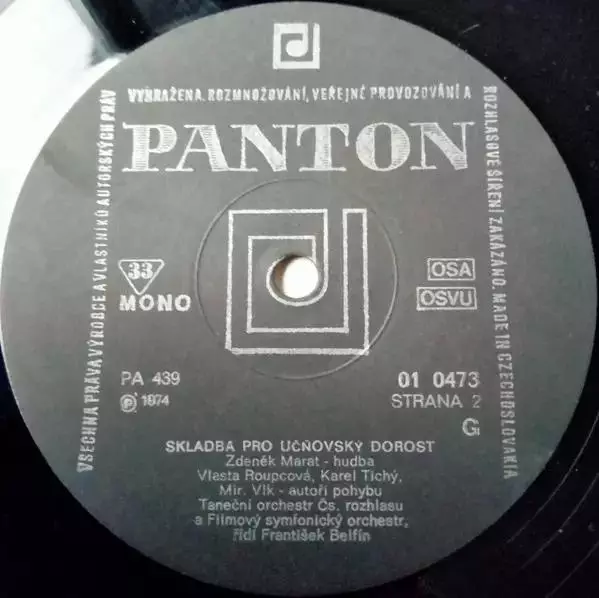 VŠECHNA PRÁVA VÝROBCE A VLASTNÍKŮ AUTORSKÝCH PRÁV
VYHRAŽENA. ROZMNOŽOVÁNÍ, VEŘEJNÉ PROVOZOVÁNÍ A
ROZHLASOVÉ ŠÍŘENÍ ZAKÁZÁNO. MADE IN CZECHOSLOVAKIA
PANTON
33
MONO
OSA
OSVU
PA 439
℗ 1974
01 0473
STRANA 2
G
SKLADBA PRO UČŇOVSKÝ DOROST
Zdeněk Marat - hudba
Vlasta Roupcová, Karel Tichý,
Mir. Vlk - autoři pohybu
Taneční orchestr Čs. rozhlasu
a Filmový symfonický orchestr,
řídí František Belfín